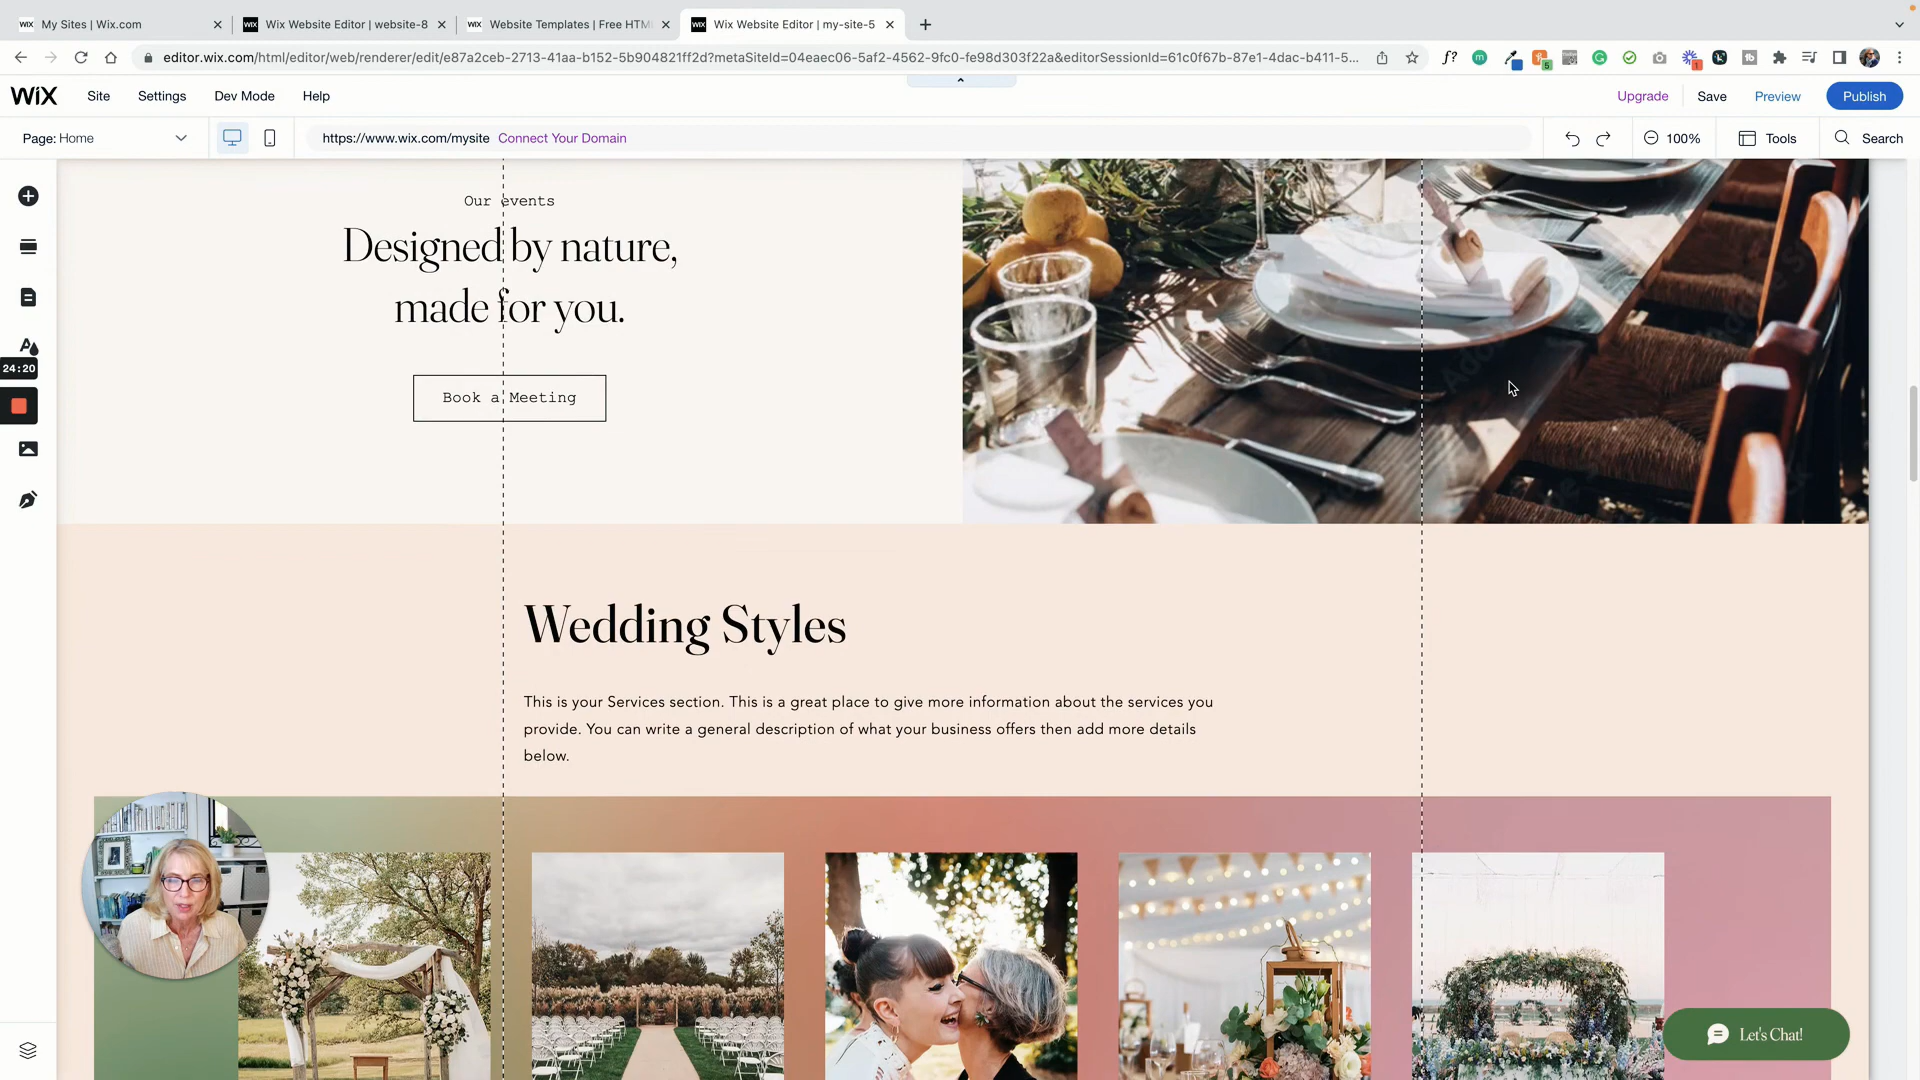 My Sites | Wix.com
Wix Website Editor | website-8
Website Templates | Free HTM
Wix Website Editor | my-site-5
editor.wix.com/html/editor/web/renderer/edit/e87a2ceb-2713-41aa-b152-5b904821ff2d?metaSiteId=04eaec06-5af2-4562-9fc0-fe98d303f22a&editorSessionId=61c0f67b-87e1-4dac-b411-5...
WiX
Site
Settings
Dev Mode
Help
Upgrade
Save
Preview
Publish
Page: Home
https://www.wix.com/mysite Connect Your Domain
100%
Tools
Search
24:20
Our events
Designed by nature,
made for you.
Book a Meeting
Wedding Styles
This is your Services section. This is a great place to give more information about the services you
provide. You can write a general description of what your business offers then add more details
below.
Let's Chat!